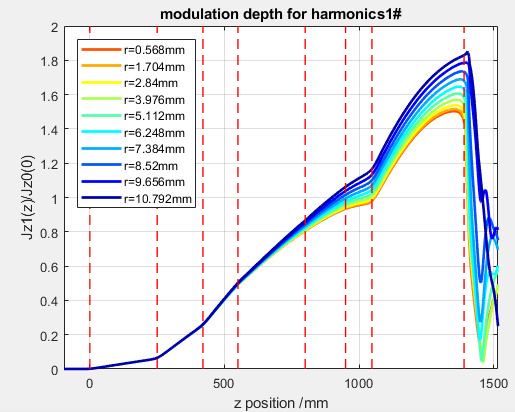 modulation depth for harmonics1#
2
1.8
1.6
1.4
1.2
1
0.8
0.6
0.4
0.2
0
Jz1(z)/Jz0(0)
r=0.568mm
r=1.704mm
r=2.84mm
r=3.976mm
r=5.112mm
r=6.248mm
r=7.384mm
r=8.52mm
r=9.656mm
r=10.792mm
0 500 1000 1500
z position /mm